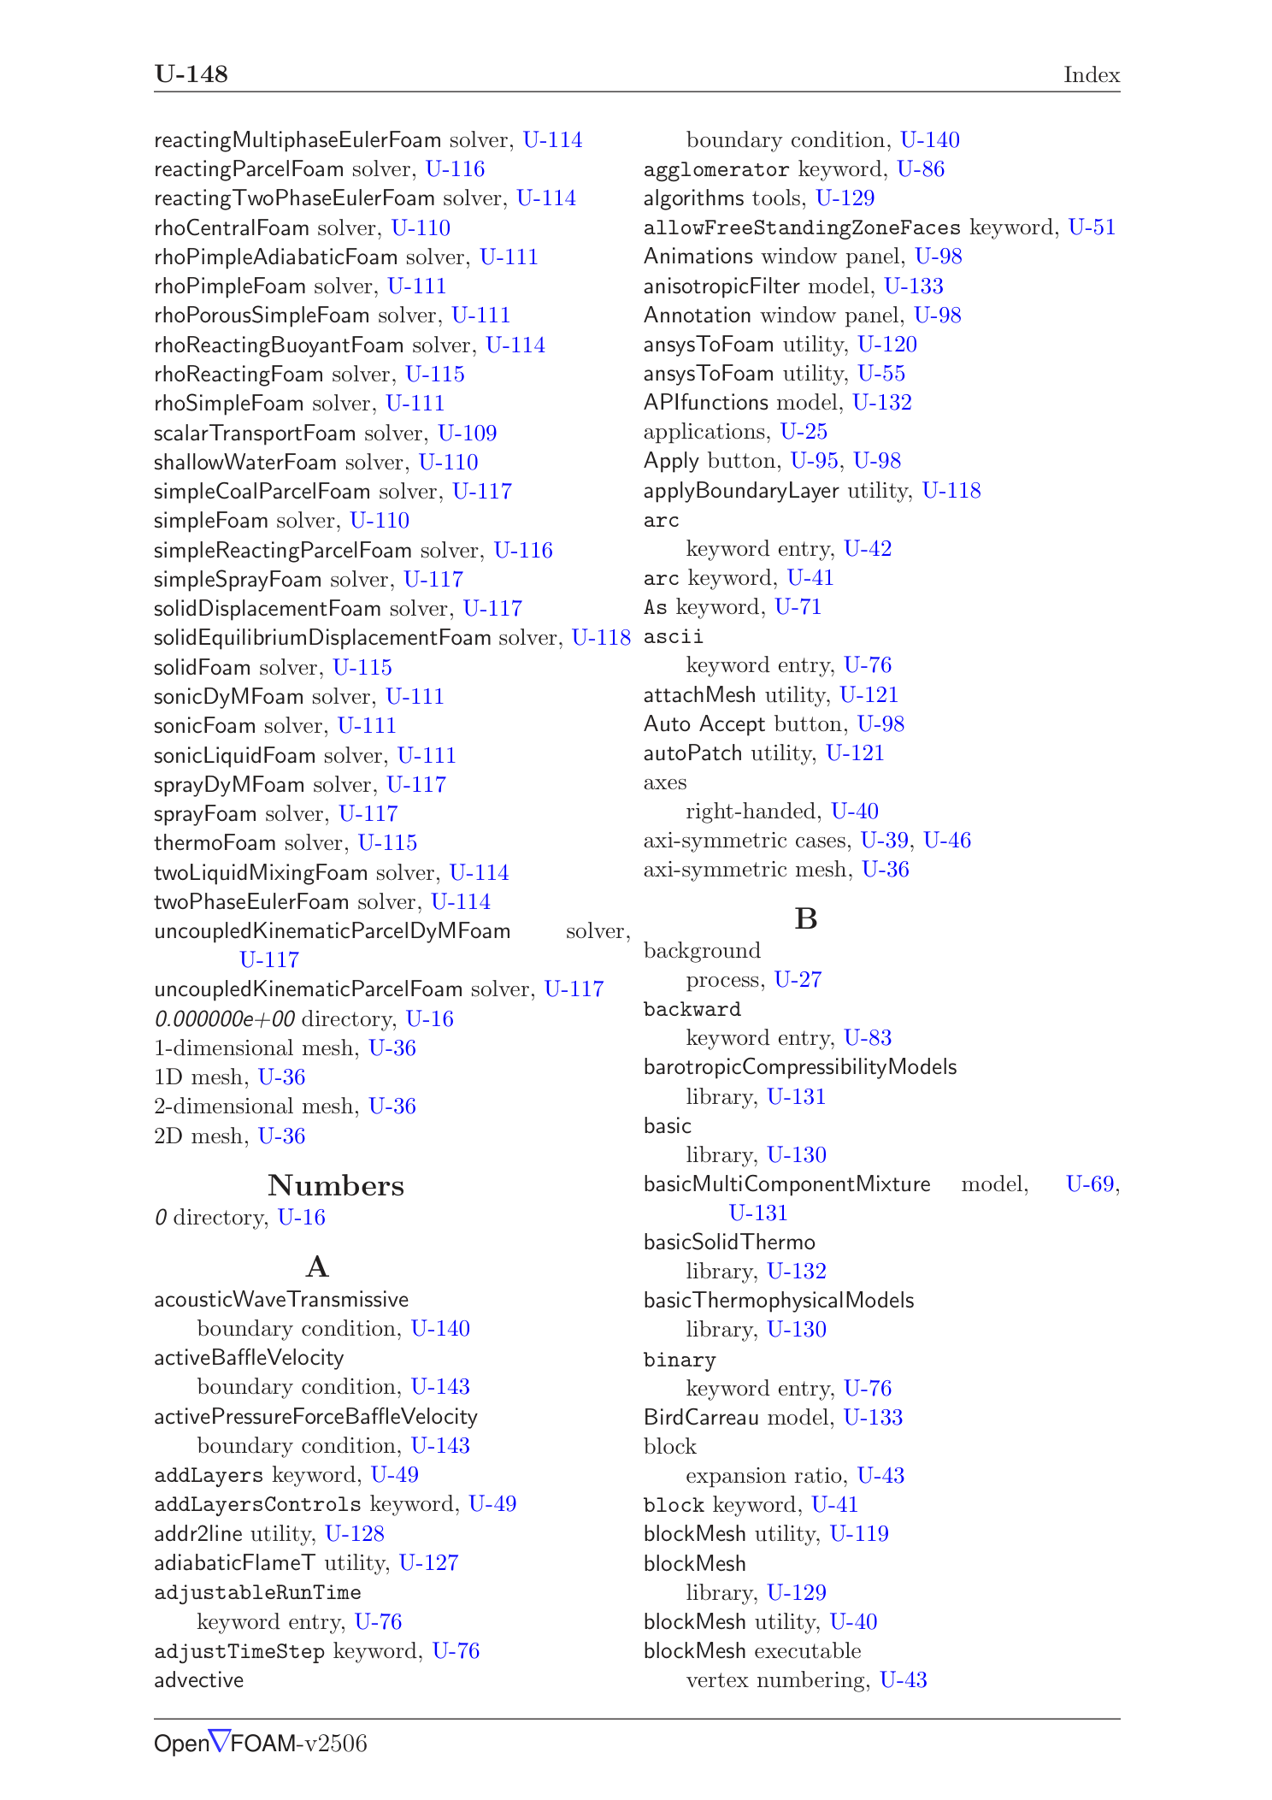 U-148 Index
reactingMultiphaseEulerFoam solver, U-114
reactingParcelFoam solver, U-116
reactingTwoPhaseEulerFoam solver, U-114
rhoCentralFoam solver, U-110
rhoPimpleAdiabaticFoam solver, U-111
rhoPimpleFoam solver, U-111
rhoPorousSimpleFoam solver, U-111
rhoReactingBuoyantFoam solver, U-114
rhoReactingFoam solver, U-115
rhoSimpleFoam solver, U-111
scalarTransportFoam solver, U-109
shallowWaterFoam solver, U-110
simpleCoalParcelFoam solver, U-117
simpleFoam solver, U-110
simpleReactingParcelFoam solver, U-116
simpleSprayFoam solver, U-117
solidDisplacementFoam solver, U-117
solidEquilibriumDisplacementFoam solver, U-118
solidFoam solver, U-115
sonicDyMFoam solver, U-111
sonicFoam solver, U-111
sonicLiquidFoam solver, U-111
sprayDyMFoam solver, U-117
sprayFoam solver, U-117
thermoFoam solver, U-115
twoLiquidMixingFoam solver, U-114
twoPhaseEulerFoam solver, U-114
uncoupledKinematicParcelDyMFoam solver,
U-117
uncoupledKinematicParcelFoam solver, U-117
0.000000e+00 directory, U-16
1-dimensional mesh, U-36
1D mesh, U-36
2-dimensional mesh, U-36
2D mesh, U-36
Numbers
0 directory, U-16
A
acousticWaveTransmissive
boundary condition, U-140
activeBaffleVelocity
boundary condition, U-143
activePressureForceBaffleVelocity
boundary condition, U-143
addLayers keyword, U-49
addLayersControls keyword, U-49
addr2line utility, U-128
adiabaticFlameT utility, U-127
adjustableRunTime
keyword entry, U-76
adjustTimeStep keyword, U-76
advective
boundary condition, U-140
agglomerator keyword, U-86
algorithms tools, U-129
allowFreeStandingZoneFaces keyword, U-51
Animations window panel, U-98
anisotropicFilter model, U-133
Annotation window panel, U-98
ansysToFoam utility, U-120
ansysToFoam utility, U-55
APIfunctions model, U-132
applications, U-25
Apply button, U-95, U-98
applyBoundaryLayer utility, U-118
arc
keyword entry, U-42
arc keyword, U-41
As keyword, U-71
ascii
keyword entry, U-76
attachMesh utility, U-121
Auto Accept button, U-98
autoPatch utility, U-121
axes
right-handed, U-40
axi-symmetric cases, U-39, U-46
axi-symmetric mesh, U-36
B
background
process, U-27
backward
keyword entry, U-83
barotropicCompressibilityModels
library, U-131
basic
library, U-130
basicMultiComponentMixture model, U-69,
U-131
basicSolidThermo
library, U-132
basicThermophysicalModels
library, U-130
binary
keyword entry, U-76
BirdCarreau model, U-133
block
expansion ratio, U-43
block keyword, U-41
blockMesh utility, U-119
blockMesh
library, U-129
blockMesh utility, U-40
blockMesh executable
vertex numbering, U-43
Open▽FOAM-v2506